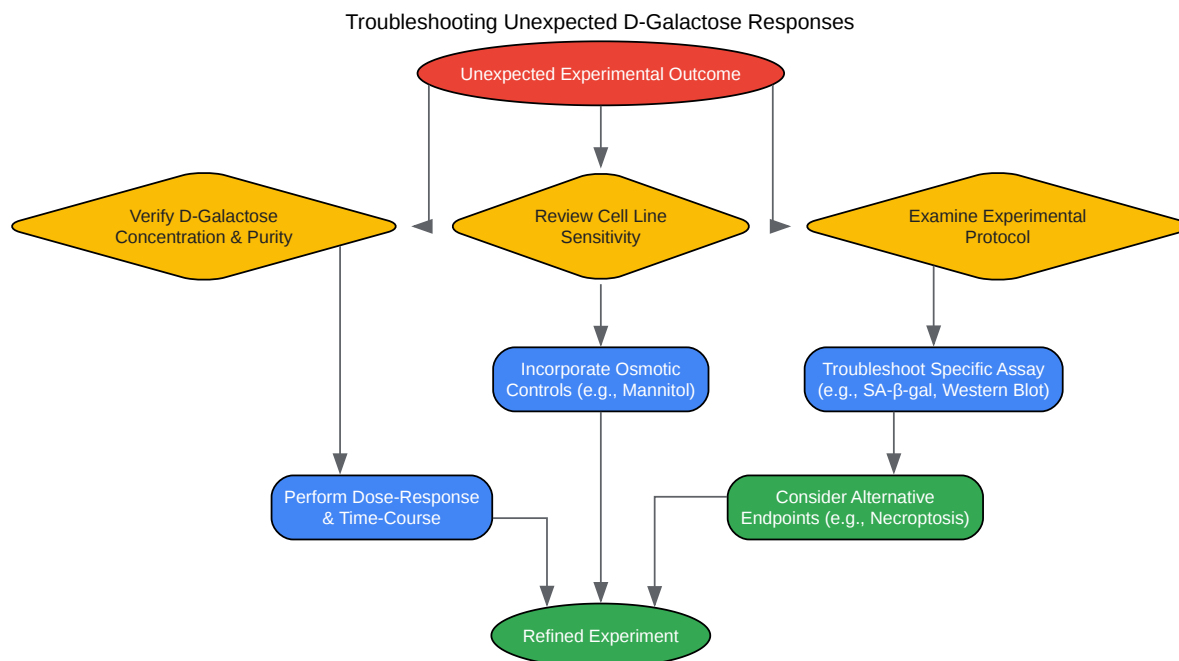 Troubleshooting Unexpected D-Galactose Responses
Unexpected Experimental Outcome
Verify D-Galactose
Concentration & Purity
Review Cell Line
Sensitivity
Examine Experimental
Protocol
Incorporate Osmotic
Controls (e.g., Mannitol)
Troubleshoot Specific Assay
(e.g., SA-β-gal, Western Blot)
Perform Dose-Response
& Time-Course
Consider Alternative
Endpoints (e.g., Necroptosis)
Refined Experiment